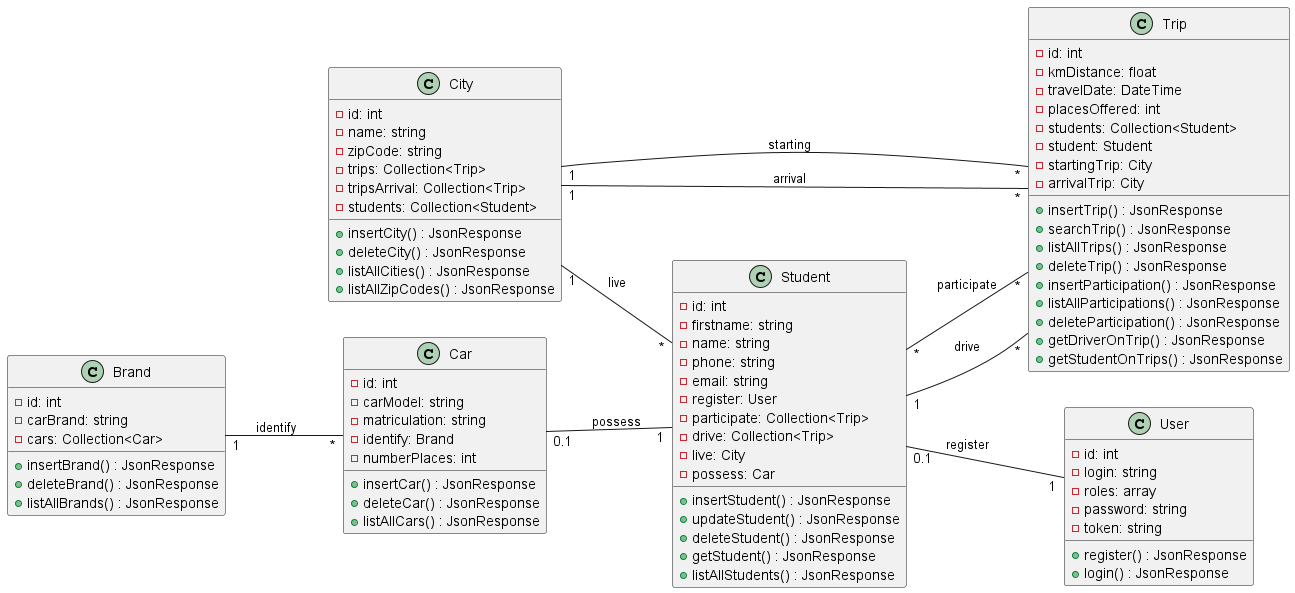 C Trip
id: int
kmDistance: float
travelDate: DateTime
placesOffered: int
students: Collection<Student>
student: Student
startingTrip: City
arrivalTrip: City
insertTrip() : JsonResponse
searchTrip() : JsonResponse
listAllTrips() : JsonResponse
deleteTrip() : JsonResponse
insertParticipation() : JsonResponse
listAllParticipations() : JsonResponse
deleteParticipation() : JsonResponse
getDriverOnTrip() : JsonResponse
getStudentOnTrips() : JsonResponse
C City
id: int
name: string
zipCode: string
trips: Collection<Trip>
tripsArrival: Collection<Trip>
students: Collection<Student>
insertCity() : JsonResponse
deleteCity() : JsonResponse
listAllCities() : JsonResponse
listAllZipCodes() : JsonResponse
starting
1 *
arrival
1 *
live
1 *
participate
* *
drive
1 *
C Student
id: int
firstname: string
name: string
phone: string
email: string
register: User
participate: Collection<Trip>
drive: Collection<Trip>
live: City
possess: Car
insertStudent() : JsonResponse
updateStudent() : JsonResponse
deleteStudent() : JsonResponse
getStudent() : JsonResponse
listAllStudents() : JsonResponse
C Car
id: int
carModel: string
matriculation: string
identify: Brand
numberPlaces: int
insertCar() : JsonResponse
deleteCar() : JsonResponse
listAllCars() : JsonResponse
possess
0.1 1
C Brand
id: int
carBrand: string
cars: Collection<Car>
insertBrand() : JsonResponse
deleteBrand() : JsonResponse
listAllBrands() : JsonResponse
identify
1 *
register
0.1 1
C User
id: int
login: string
roles: array
password: string
token: string
register() : JsonResponse
login() : JsonResponse